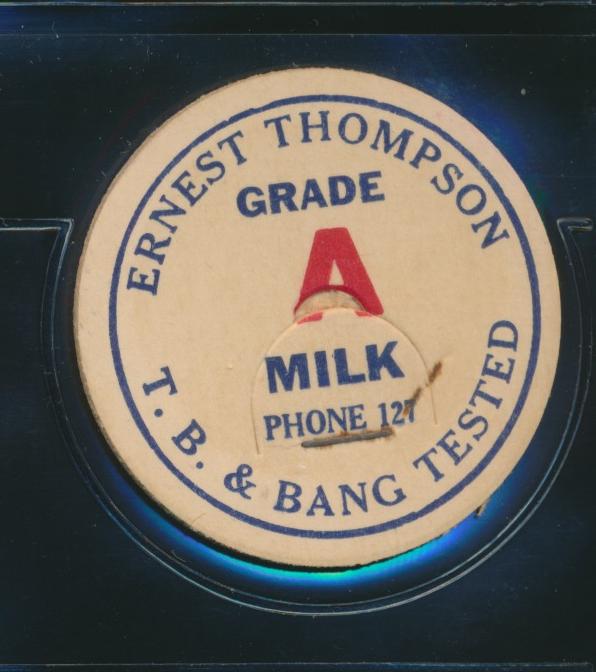 ERNEST THOMPSON
GRADE
A
MILK
PHONE 127
T. B. & BANG TESTED